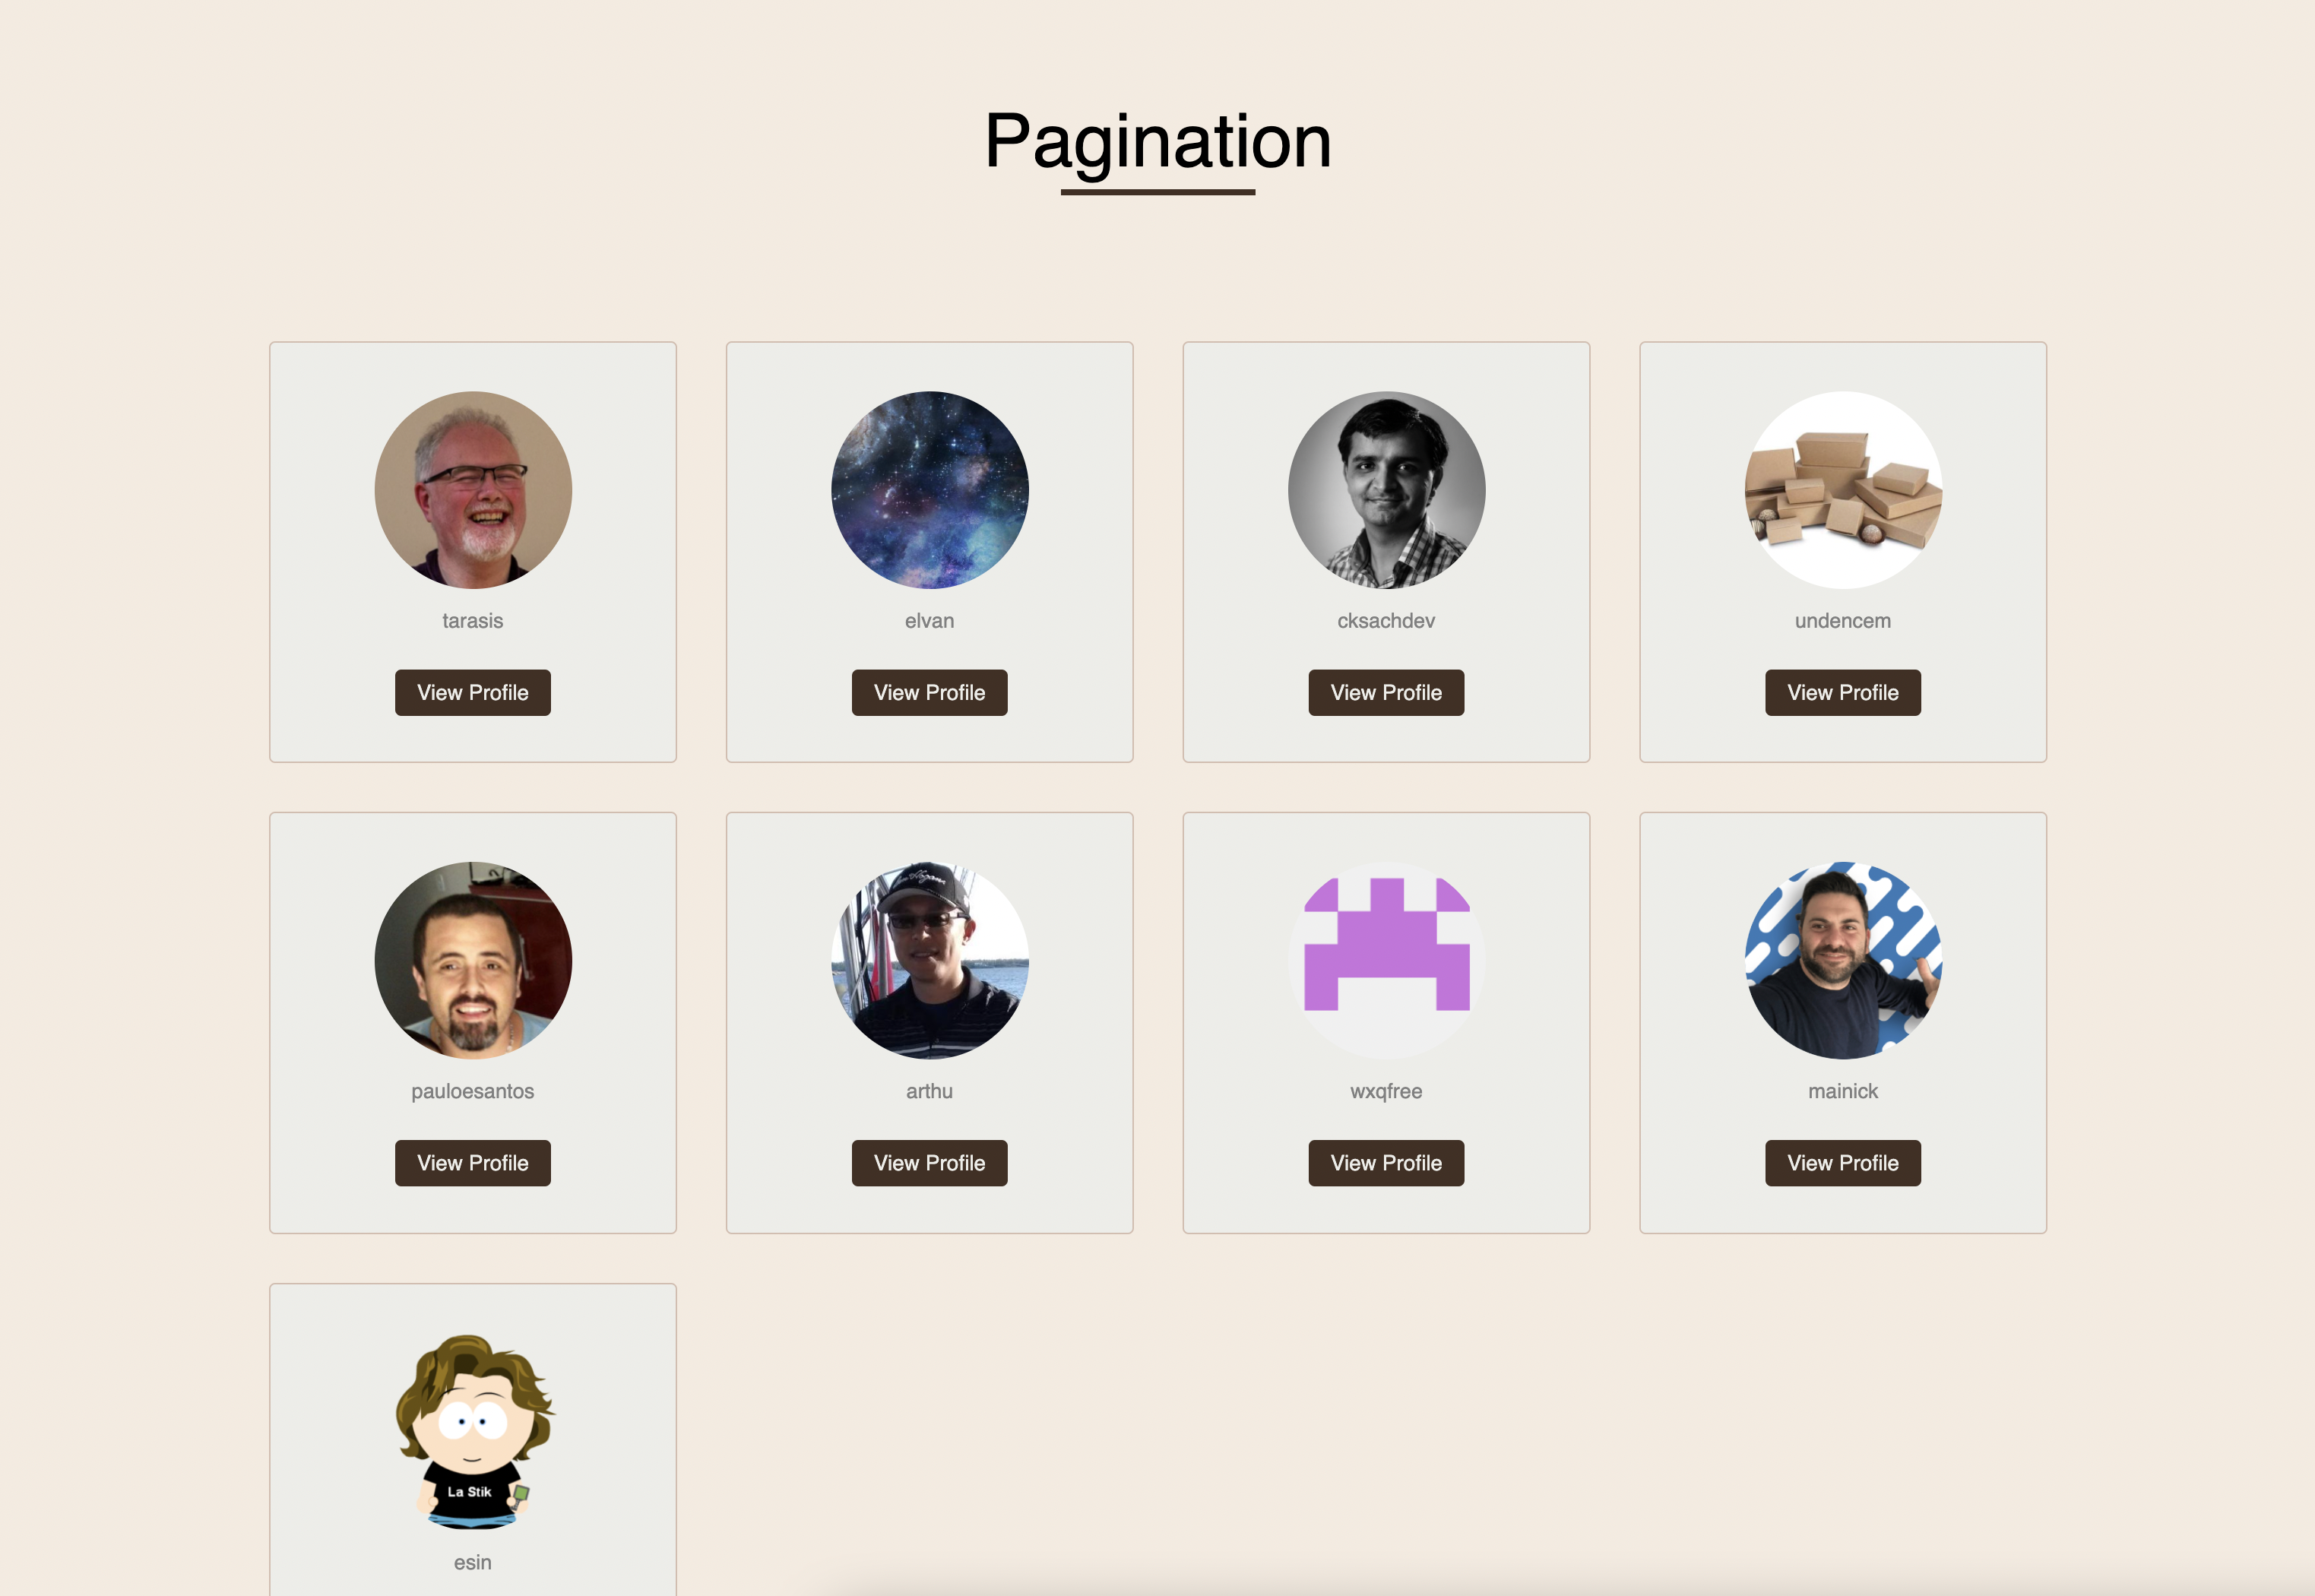 Pagination
tarasis
elvan
cksachdev
undencem
View Profile
View Profile
View Profile
View Profile
pauloesantos
arthu
wxqfree
mainick
View Profile
View Profile
View Profile
View Profile
La Stik
esin